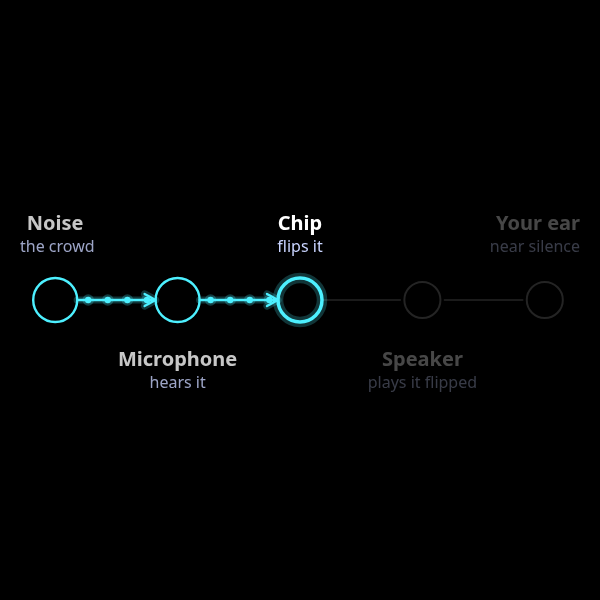 Noise
the crowd
Microphone
hears it
Chip
flips it
Speaker
plays it flipped
Your ear
near silence